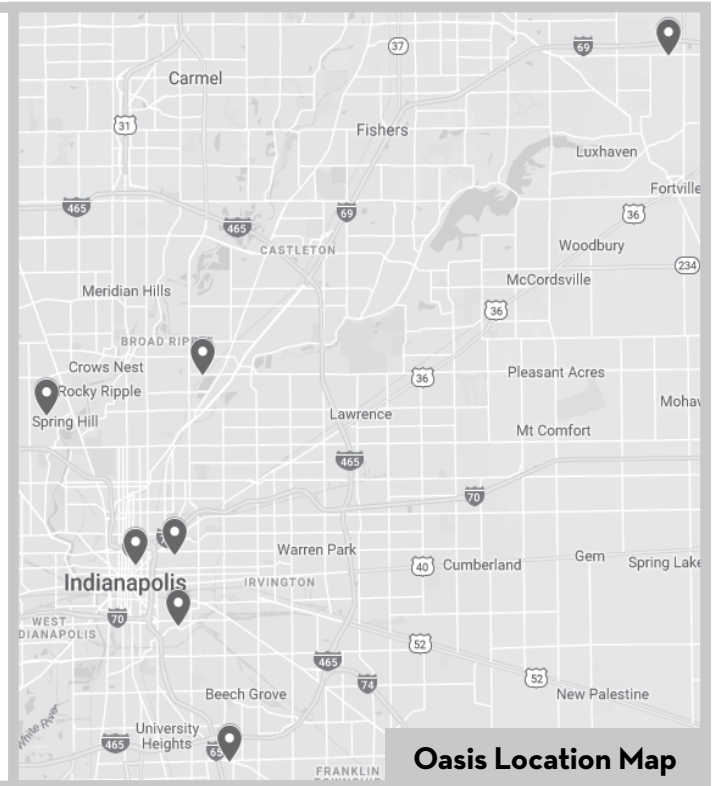 37
69
Carmel
31
Fishers
Luxhaven
Fortville
465
69
36
465
CASTLETON
Woodbury
234
McCordsville
Meridian Hills
36
BROAD
Crows Nest
Pleasant Acres
36
Rocky Ripple
Spring Hill
Lawrence
Mt Comfort
465
70
Warren Park
Gem
Spring Lake
40
Cumberland
Indianapolis
IRVINGTON
70
WEST
DIANAPOLIS
52
465
74
52
Beech Grove
New Palestine
White River
University
Heights
465
65
FRANKLIN
Oasis Location Map